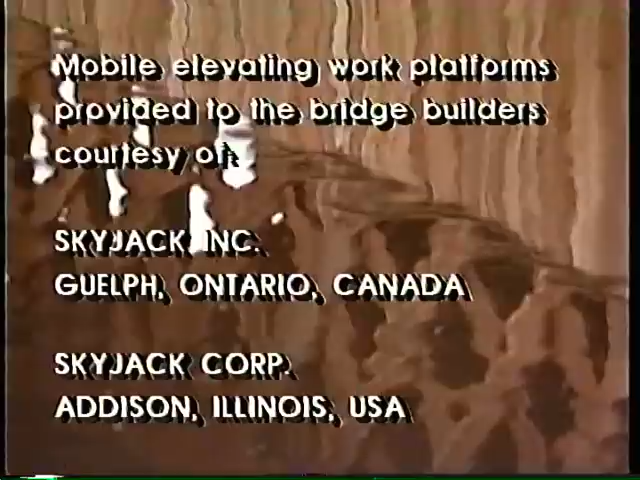 Mobile elevating work platforms
provided to the bridge builders
courtesy of:
SKYJACK INC.
GUELPH, ONTARIO, CANADA
SKYJACK CORP.
ADDISON, ILLINOIS, USA